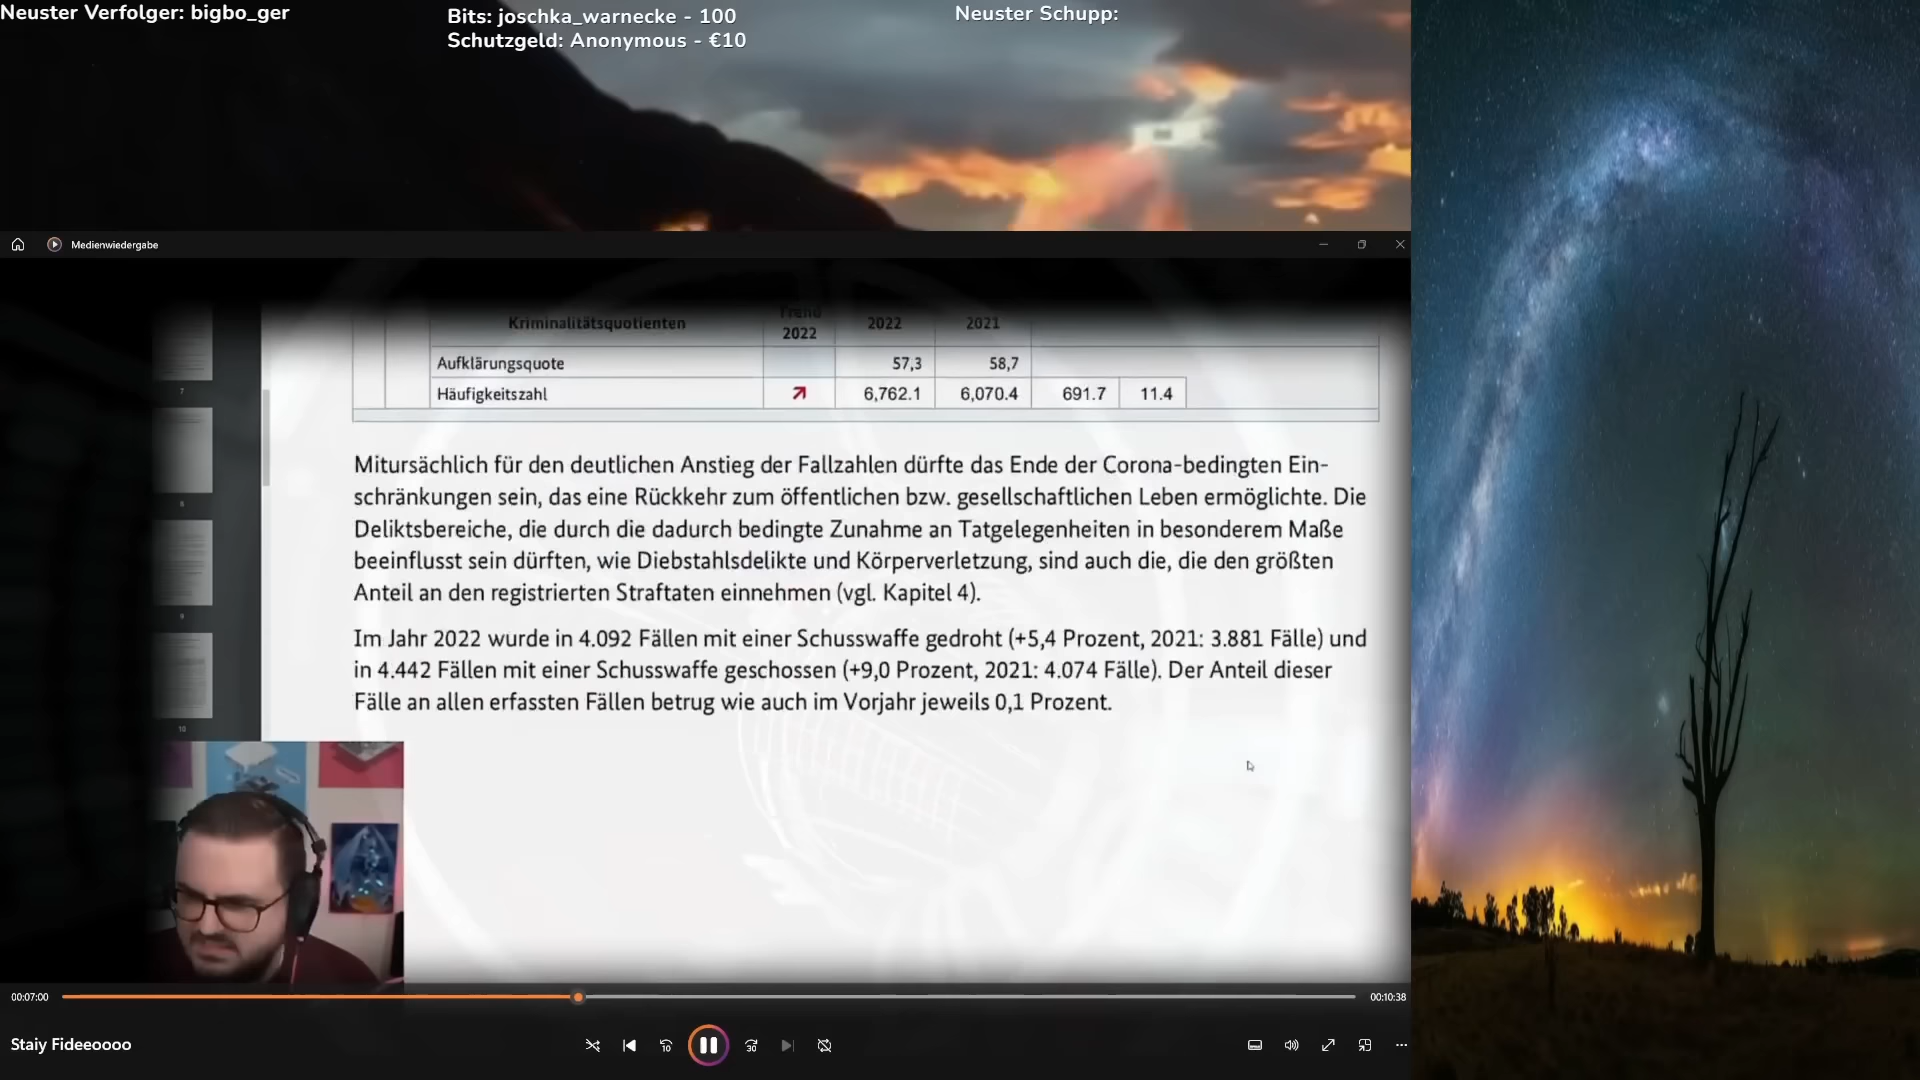 Neuster Verfolger: bigbo_ger
Bits: joschka_warnecke - 100
Schutzgeld: Anonymous - €10
Neuster Schupp:
Medienwiedergabe
Kriminalitätsquotienten Trend 2022 2022 2021
Aufklärungsquote 57,3 58,7
Häufigkeitszahl 6,762.1 6,070.4 691.7 11.4
Mitursächlich für den deutlichen Anstieg der Fallzahlen dürfte das Ende der Corona-bedingten Ein-
schränkungen sein, das eine Rückkehr zum öffentlichen bzw. gesellschaftlichen Leben ermöglichte. Die
Deliktsbereiche, die durch die dadurch bedingte Zunahme an Tatgelegenheiten in besonderem Maße
beeinflusst sein dürften, wie Diebstahlsdelikte und Körperverletzung, sind auch die, die den größten
Anteil an den registrierten Straftaten einnehmen (vgl. Kapitel 4).
Im Jahr 2022 wurde in 4.092 Fällen mit einer Schusswaffe gedroht (+5,4 Prozent, 2021: 3.881 Fälle) und
in 4.442 Fällen mit einer Schusswaffe geschossen (+9,0 Prozent, 2021: 4.074 Fälle). Der Anteil dieser
Fälle an allen erfassten Fällen betrug wie auch im Vorjahr jeweils 0,1 Prozent.
7
8
9
10
00:07:00
00:10:38
Staiy Fideeoooo
10
30